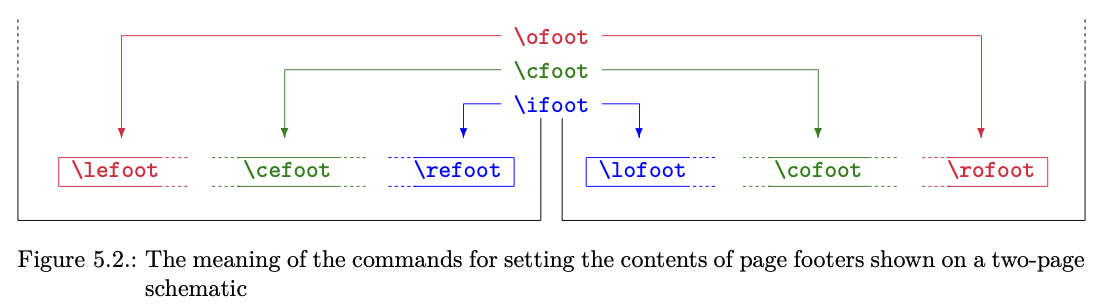 \ofoot
\cfoot
\ifoot
\lefoot \cefoot \refoot \lofoot \cofoot \rofoot
Figure 5.2.: The meaning of the commands for setting the contents of page footers shown on a two-page
schematic